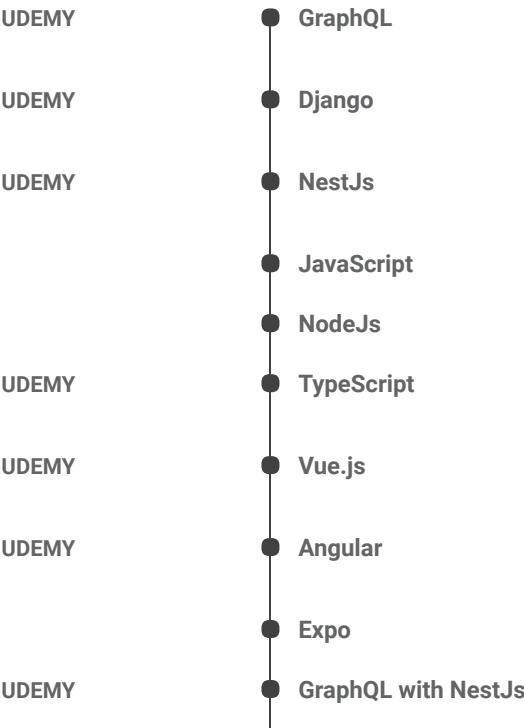 UDEMY GraphQL
UDEMY Django
UDEMY NestJs
JavaScript
NodeJs
UDEMY TypeScript
UDEMY Vue.js
UDEMY Angular
Expo
UDEMY GraphQL with NestJs